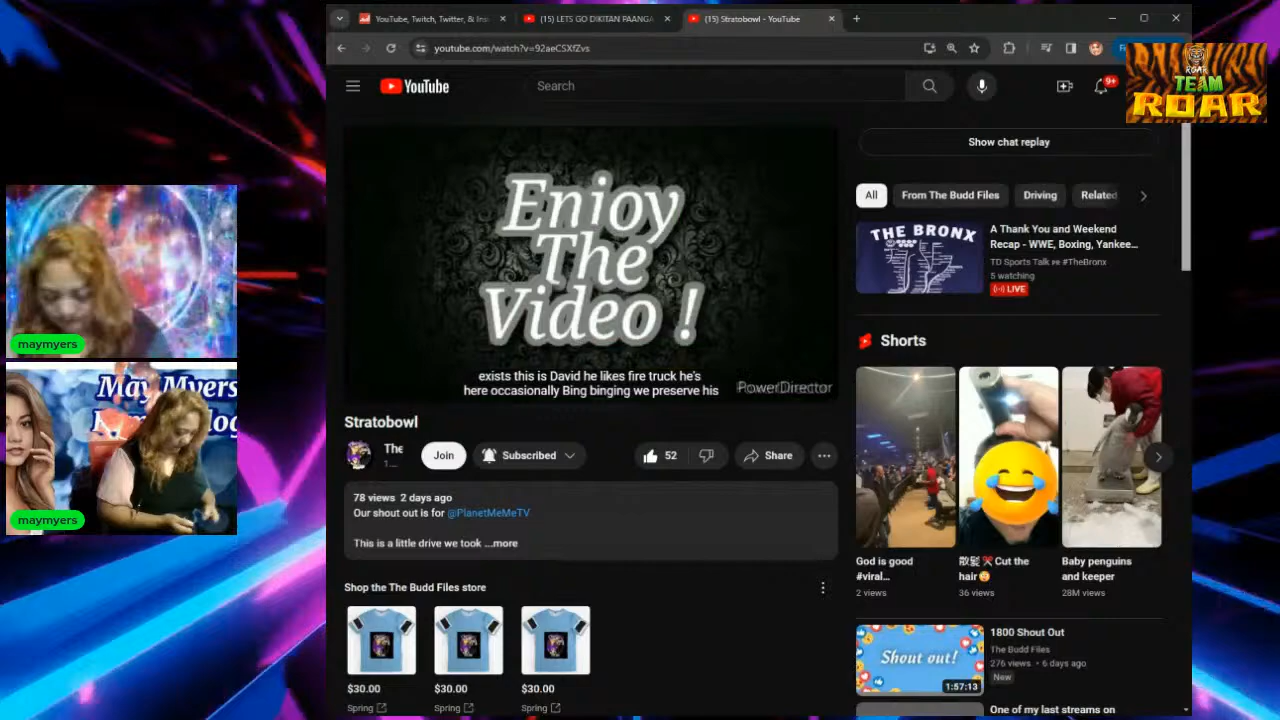 YouTube, Twitch, Twitter, & Ins
(15) LETS GO DIKITAN PAANGA
(15) Stratobowl - YouTube
youtube.com/watch?v=92aeCSXfZvs
YouTube
Search
9+
ROAR
TEAM
ROAR
Enjoy
The
Video !
exists this is David he likes fire truck he's
here occasionally Bing binging we preserve his
PowerDirector
Show chat replay
All
From The Budd Files
Driving
Related
THE BRONX
A Thank You and Weekend
Recap - WWE, Boxing, Yankee...
TD Sports Talk #TheBronx
5 watching
LIVE
maymyers
May Myers
maymyers
Stratobowl
The
1...
Join
Subscribed
52
Share
78 views 2 days ago
Our shout out is for @PlanetMeMeTV
This is a little drive we took ...more
Shop the The Budd Files store
$30.00
Spring
$30.00
Spring
$30.00
Spring
Shorts
God is good
#viral...
2 views
散髪 Cut the
hair
36 views
Baby penguins
and keeper
28M views
Shout out!
1:57:13
1800 Shout Out
The Budd Files
276 views • 6 days ago
New
One of my last streams on